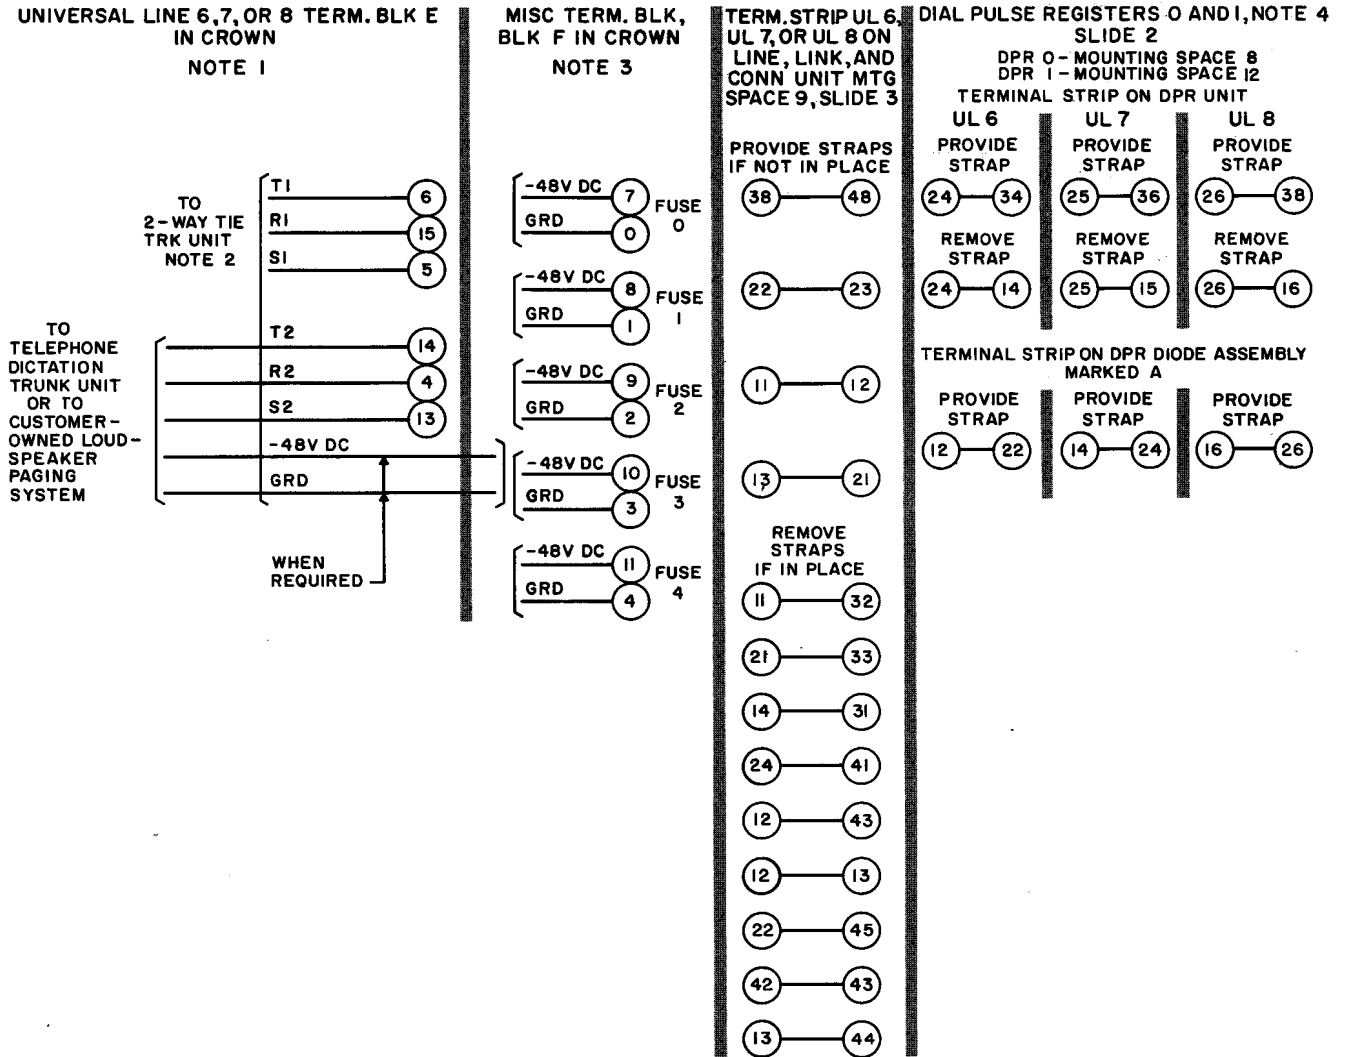 UNIVERSAL LINE 6,7, OR 8 TERM. BLK E
IN CROWN
NOTE 1
TO
2-WAY TIE
TRK UNIT
NOTE 2
T1
6
R1
15
S1
5
TO
TELEPHONE
DICTATION
TRUNK UNIT
OR TO
CUSTOMER-
OWNED LOUD-
SPEAKER
PAGING
SYSTEM
T2
14
R2
4
S2
13
-48V DC
GRD
WHEN
REQUIRED
MISC TERM. BLK,
BLK F IN CROWN
NOTE 3
-48V DC
7
GRD
0
FUSE
0
-48V DC
8
GRD
1
FUSE
1
-48V DC
9
GRD
2
FUSE
2
-48V DC
10
GRD
3
FUSE
3
-48V DC
11
GRD
4
FUSE
4
TERM. STRIP UL 6,
UL 7, OR UL 8 ON
LINE, LINK, AND
CONN UNIT MTG
SPACE 9, SLIDE 3
PROVIDE STRAPS
IF NOT IN PLACE
38 48
22 23
11 12
13 21
REMOVE
STRAPS
IF IN PLACE
11 32
21 33
14 31
24 41
12 43
12 13
22 45
42 43
13 44
DIAL PULSE REGISTERS 0 AND 1, NOTE 4
SLIDE 2
DPR 0 - MOUNTING SPACE 8
DPR 1 - MOUNTING SPACE 12
TERMINAL STRIP ON DPR UNIT
UL 6 UL 7 UL 8
PROVIDE PROVIDE PROVIDE
STRAP STRAP STRAP
24 34 25 36 26 38
REMOVE REMOVE REMOVE
STRAP STRAP STRAP
24 14 25 15 26 16
TERMINAL STRIP ON DPR DIODE ASSEMBLY
MARKED A
PROVIDE PROVIDE PROVIDE
STRAP STRAP STRAP
12 22 14 24 16 26